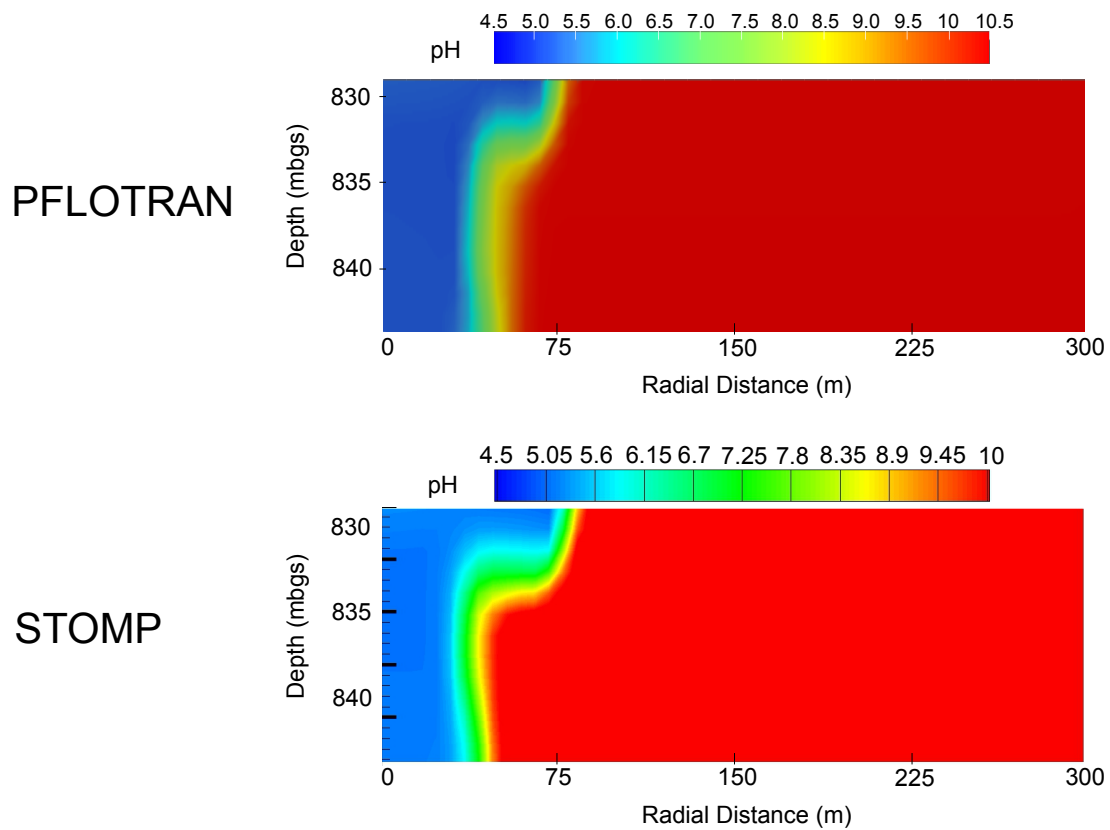 4.5 5.0 5.5 6.0 6.5 7.0 7.5 8.0 8.5 9.0 9.5 10 10.5
pH
PFLOTRAN
Depth (mbgs)
830
835
840
0 75 150 225 300
Radial Distance (m)
4.5 5.05 5.6 6.15 6.7 7.25 7.8 8.35 8.9 9.45 10
pH
STOMP
Depth (mbgs)
830
835
840
0 75 150 225 300
Radial Distance (m)